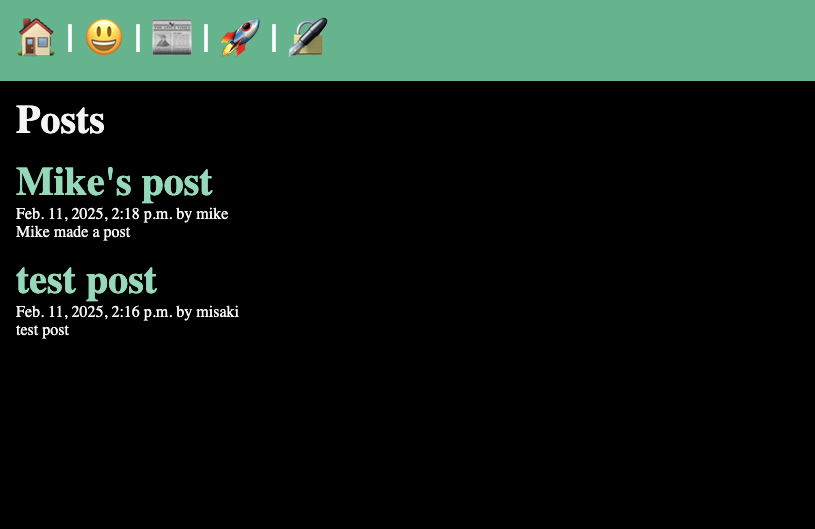 🏠 | 😃 | 📰 | 🚀 | 🔏
Posts
Mike's post
Feb. 11, 2025, 2:18 p.m. by mike
Mike made a post
test post
Feb. 11, 2025, 2:16 p.m. by misaki
test post